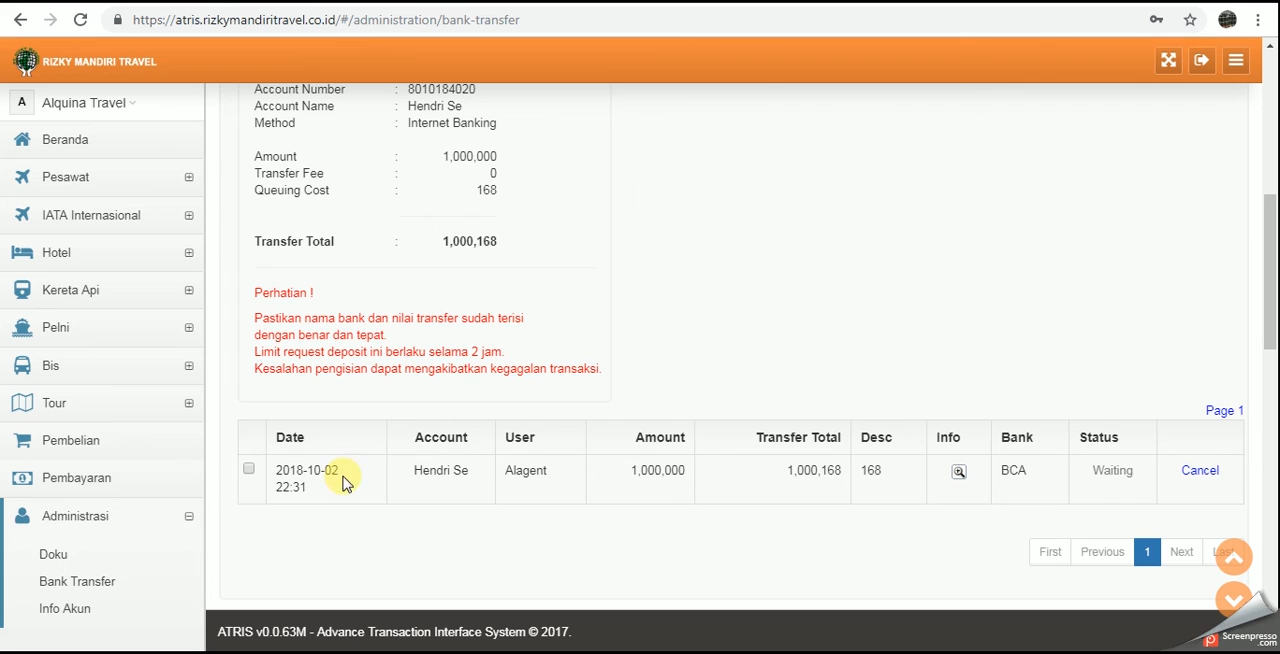 https://atris.rizkymandiritravel.co.id/#/administration/bank-transfer
RIZKY MANDIRI TRAVEL
A Alquina Travel
Beranda
Pesawat
IATA Internasional
Hotel
Kereta Api
Pelni
Bis
Tour
Pembelian
Pembayaran
Administrasi
Doku
Bank Transfer
Info Akun
Account Number : 8010184020
Account Name : Hendri Se
Method : Internet Banking
Amount : 1,000,000
Transfer Fee : 0
Queuing Cost : 168
Transfer Total : 1,000,168
Perhatian !
Pastikan nama bank dan nilai transfer sudah terisi
dengan benar dan tepat.
Limit request deposit ini berlaku selama 2 jam.
Kesalahan pengisian dapat mengakibatkan kegagalan transaksi.
Page 1
Date Account User Amount Transfer Total Desc Info Bank Status
2018-10-02 Hendri Se Alagent 1,000,000 1,000,168 168 BCA Waiting Cancel
22:31
First Previous 1 Next Last
ATRIS v0.0.63M - Advance Transaction Interface System © 2017.
Screenpresso
.com